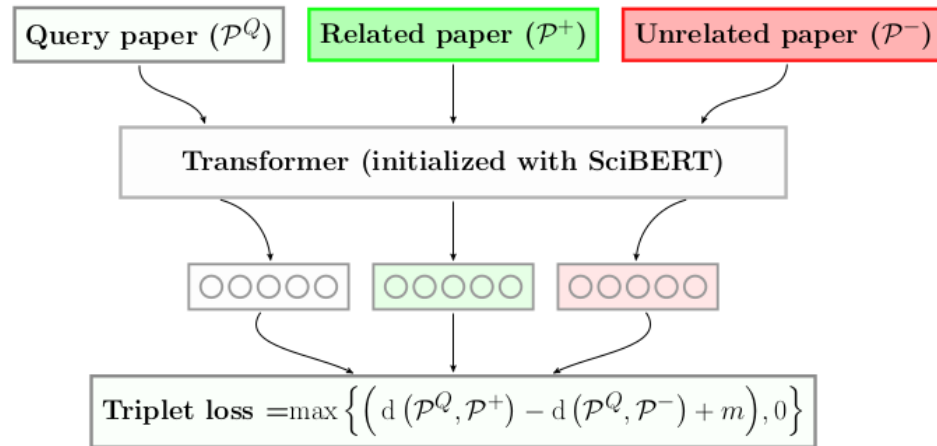 Query paper (𝒫^Q)
Related paper (𝒫^+)
Unrelated paper (𝒫^−)
Transformer (initialized with SciBERT)
Triplet loss =max {( d (𝒫^Q, 𝒫^+) − d (𝒫^Q, 𝒫^−) + m ), 0}